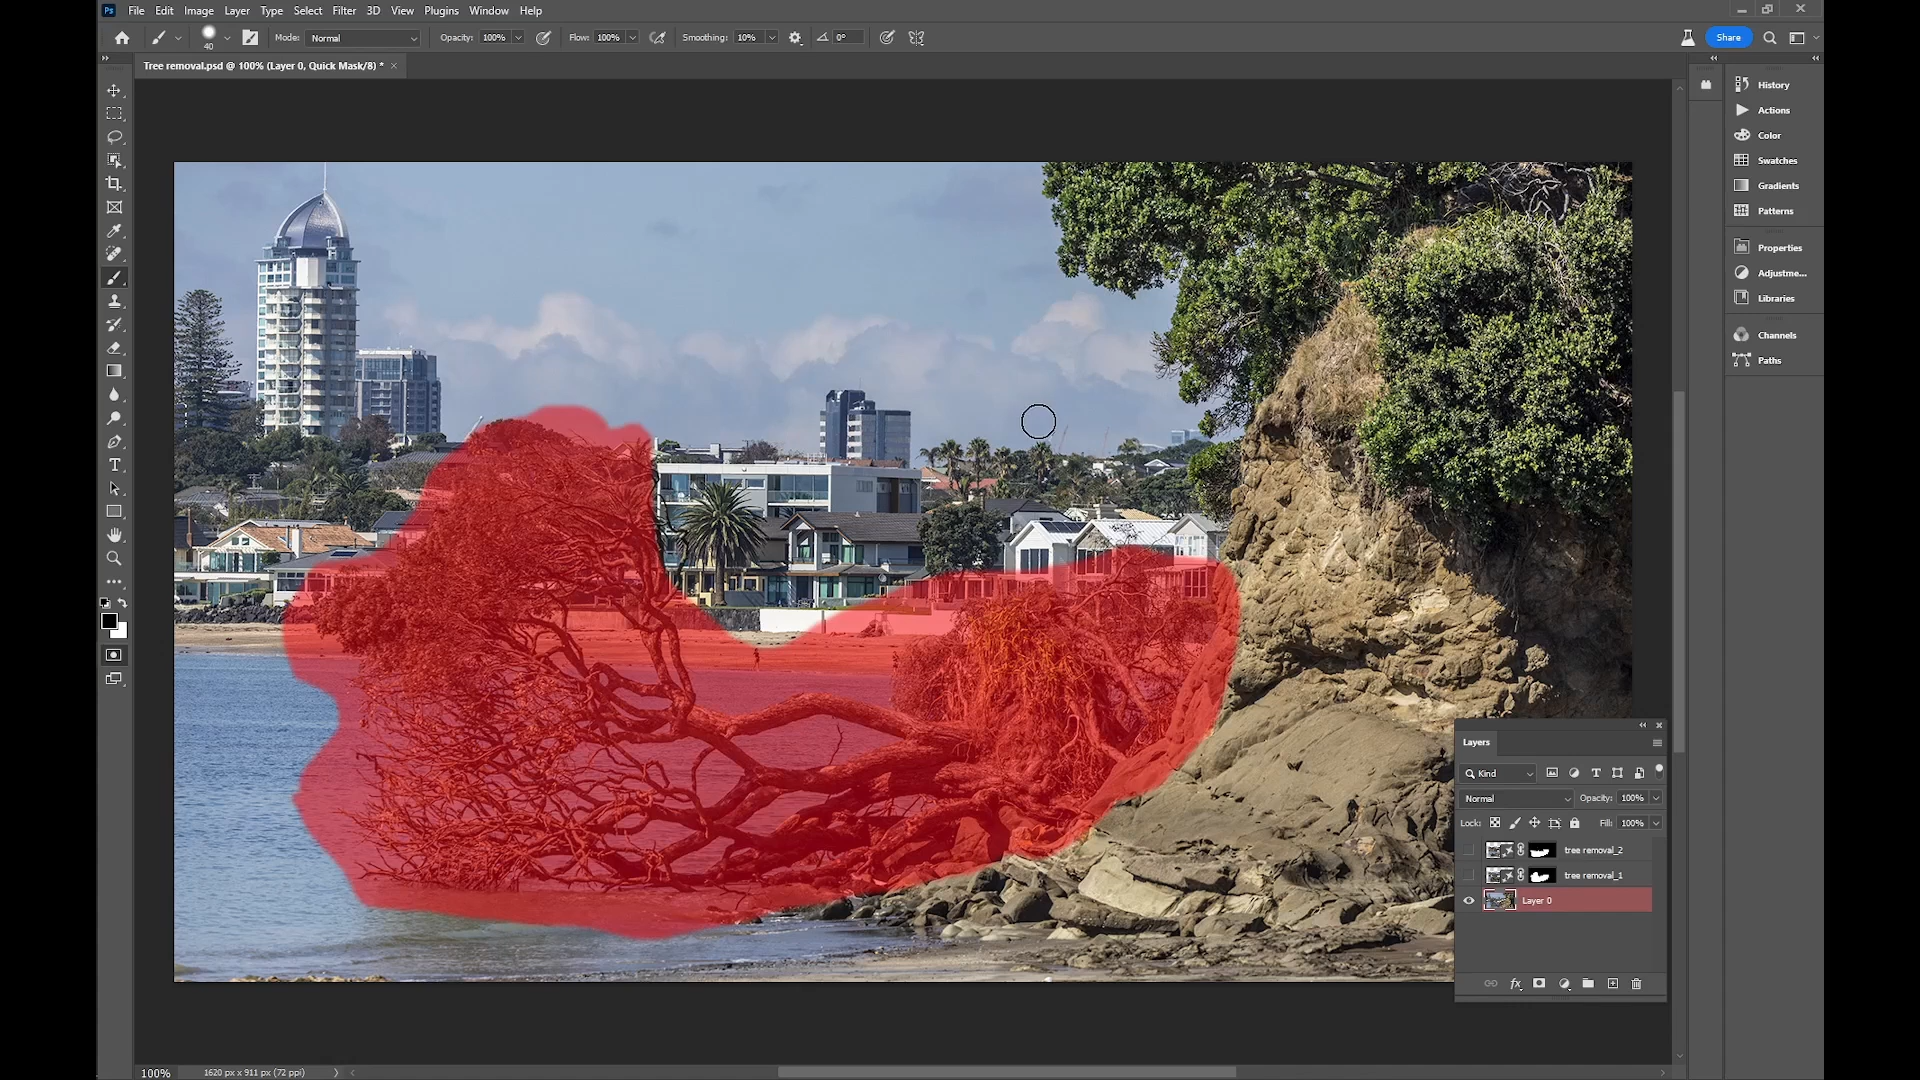 Ps File Edit Image Layer Type Select Filter 3D View Plugins Window Help
40 Mode: Normal Opacity: 100% Flow: 100% Smoothing: 10% 0° Share
Tree removal.psd @ 100% (Layer 0, Quick Mask/8) *
History
Actions
Color
Swatches
Gradients
Patterns
Properties
Adjustme...
Libraries
Channels
Paths
Layers
Kind
Normal Opacity: 100%
Lock: Fill: 100%
tree removal_2
tree removal_1
Layer 0
fx
100% 1620 px x 911 px (72 ppi)